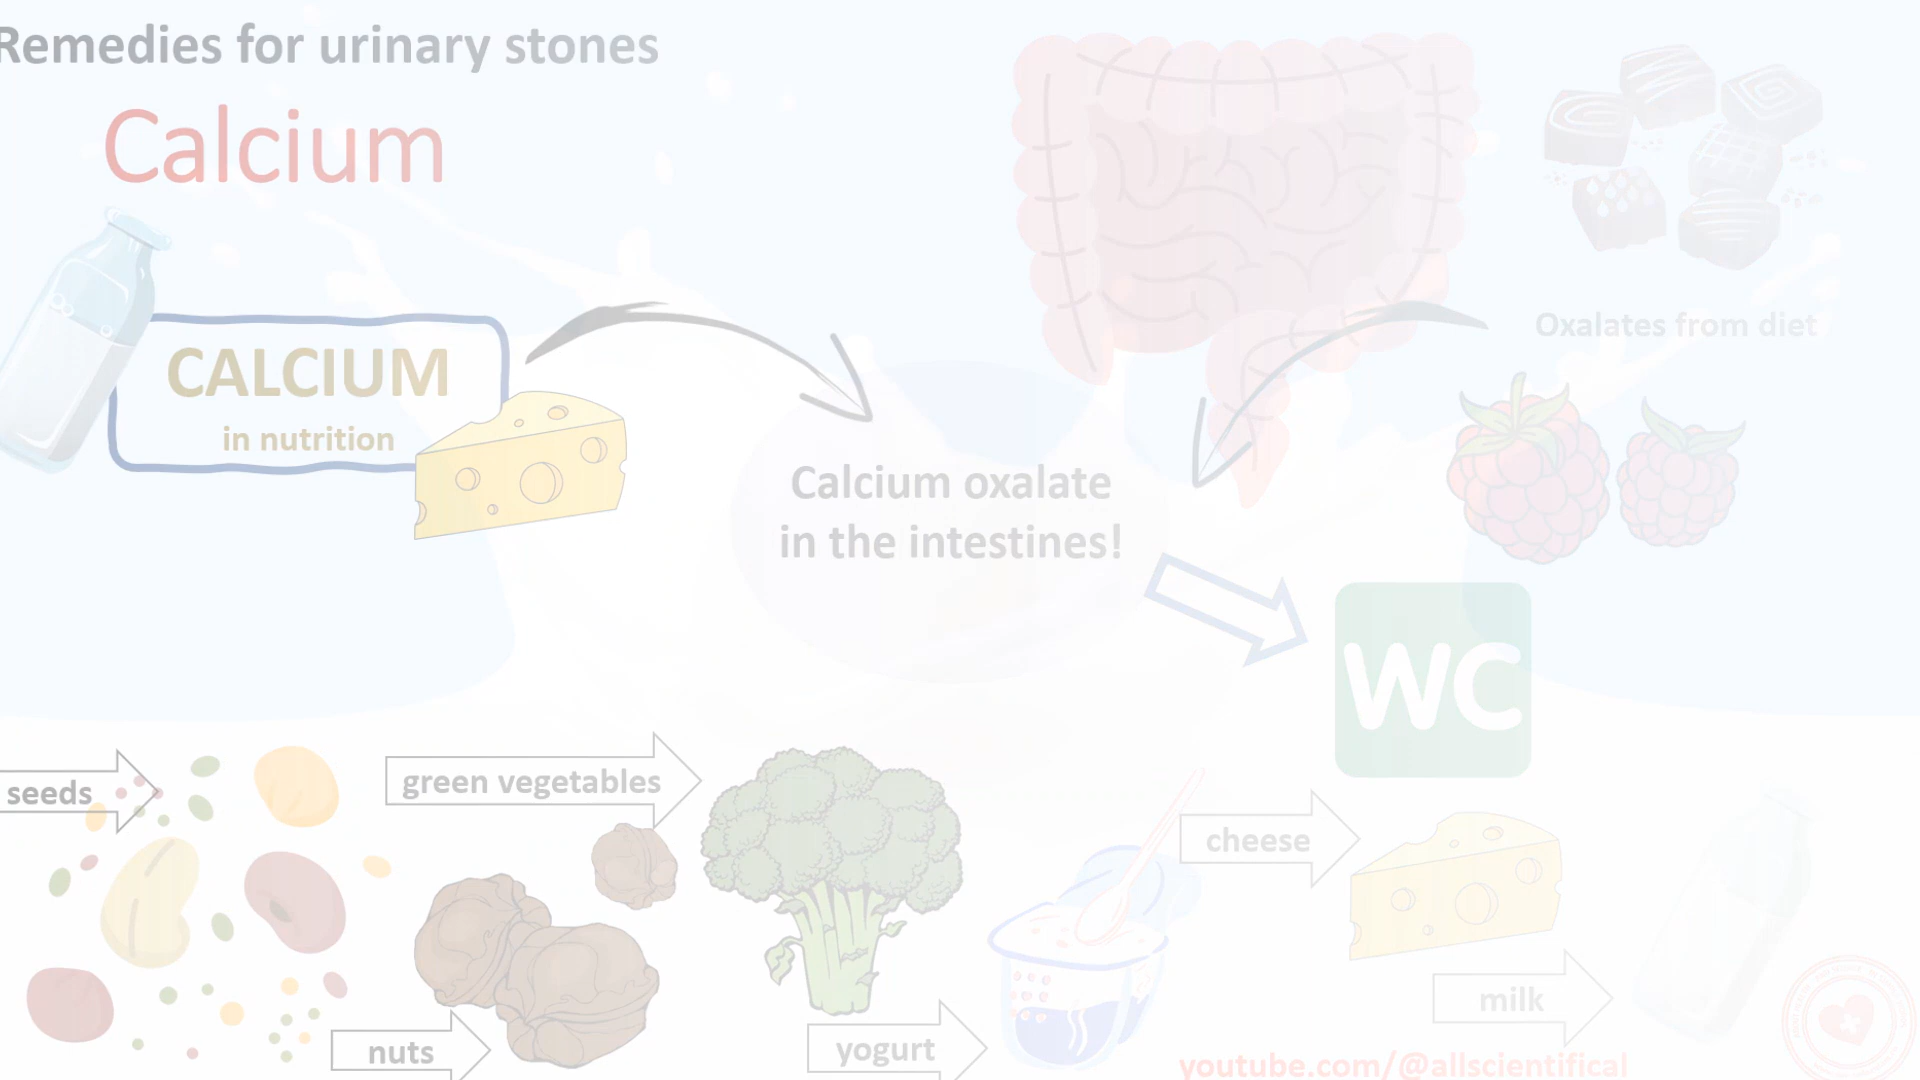 Remedies for urinary stones
Calcium
CALCIUM
in nutrition
Oxalates from diet
Calcium oxalate
in the intestines!
WC
seeds
green vegetables
cheese
milk
nuts
yogurt
youtube.com/@allscientifical